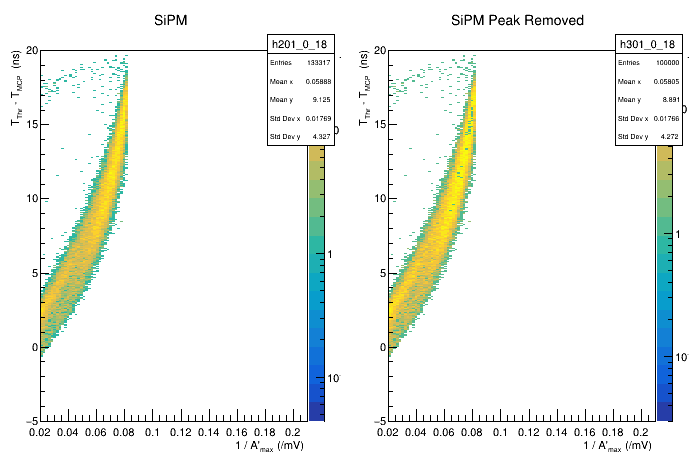 SiPM
h201_0_18
Entries 133317
Mean x 0.05888
Mean y 9.125
Std Dev x 0.01769
Std Dev y 4.327
T_Thr - T_MCP (ns)
20
15
10
5
0
−5
0.02 0.04 0.06 0.08 0.1 0.12 0.14 0.16 0.18 0.2
1 / A'_max (/mV)
1
10
SiPM Peak Removed
h301_0_18
Entries 100000
Mean x 0.05805
Mean y 8.891
Std Dev x 0.01766
Std Dev y 4.272
T_Thr - T_MCP (ns)
20
15
10
5
0
−5
0.02 0.04 0.06 0.08 0.1 0.12 0.14 0.16 0.18 0.2
1 / A'_max (/mV)
1
10